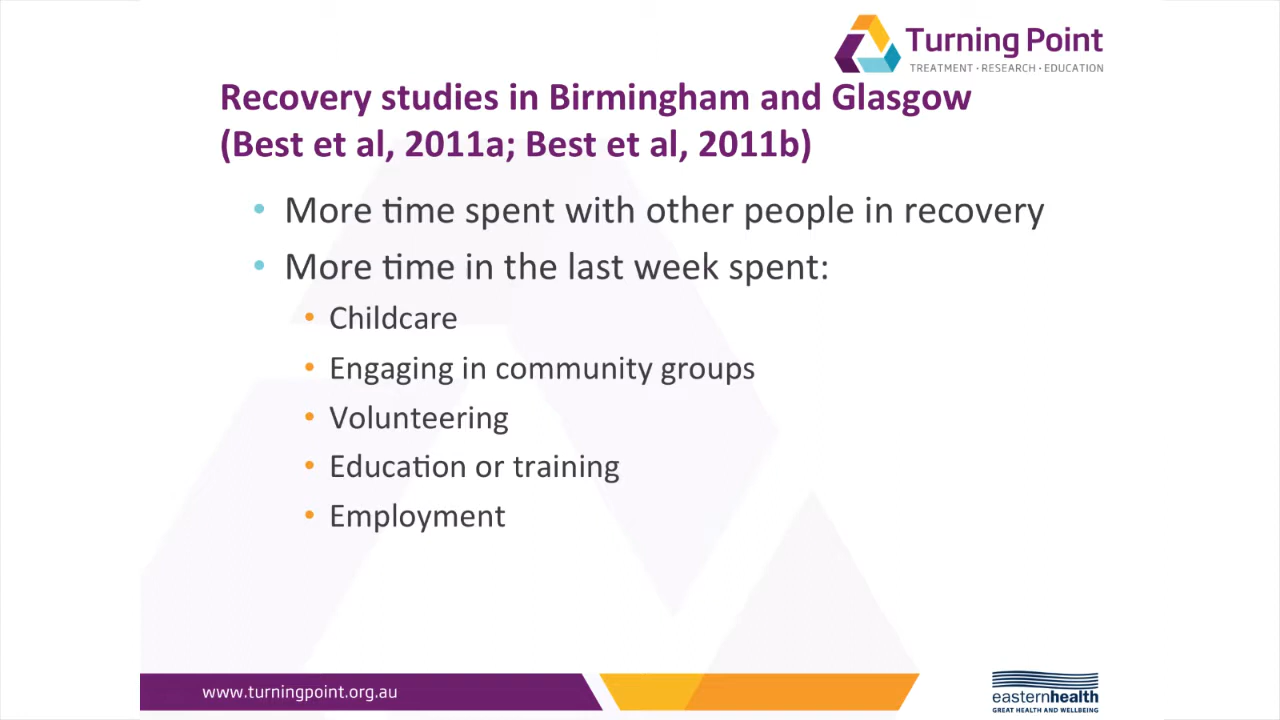 Turning Point
TREATMENT · RESEARCH · EDUCATION
Recovery studies in Birmingham and Glasgow
(Best et al, 2011a; Best et al, 2011b)
• More time spent with other people in recovery
• More time in the last week spent:
• Childcare
• Engaging in community groups
• Volunteering
• Education or training
• Employment
www.turningpoint.org.au
easternhealth
GREAT HEALTH AND WELLBEING